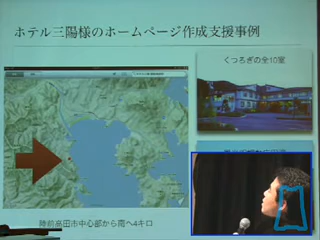 ホテル三陽様のホームページ作成支援事例
くつろぎの全10室
陸前高田市中心部から南へ4キロ